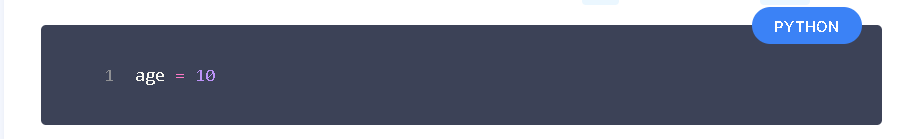 PYTHON
1 age = 10